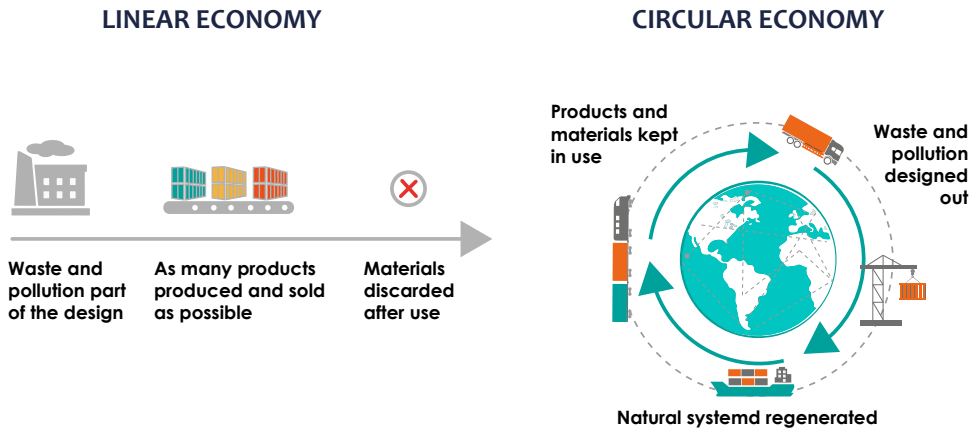 LINEAR ECONOMY
Waste and
pollution part
of the design
As many products
produced and sold
as possible
Materials
discarded
after use
CIRCULAR ECONOMY
Products and
materials kept
in use
Waste and
pollution
designed
out
Natural systemd regenerated